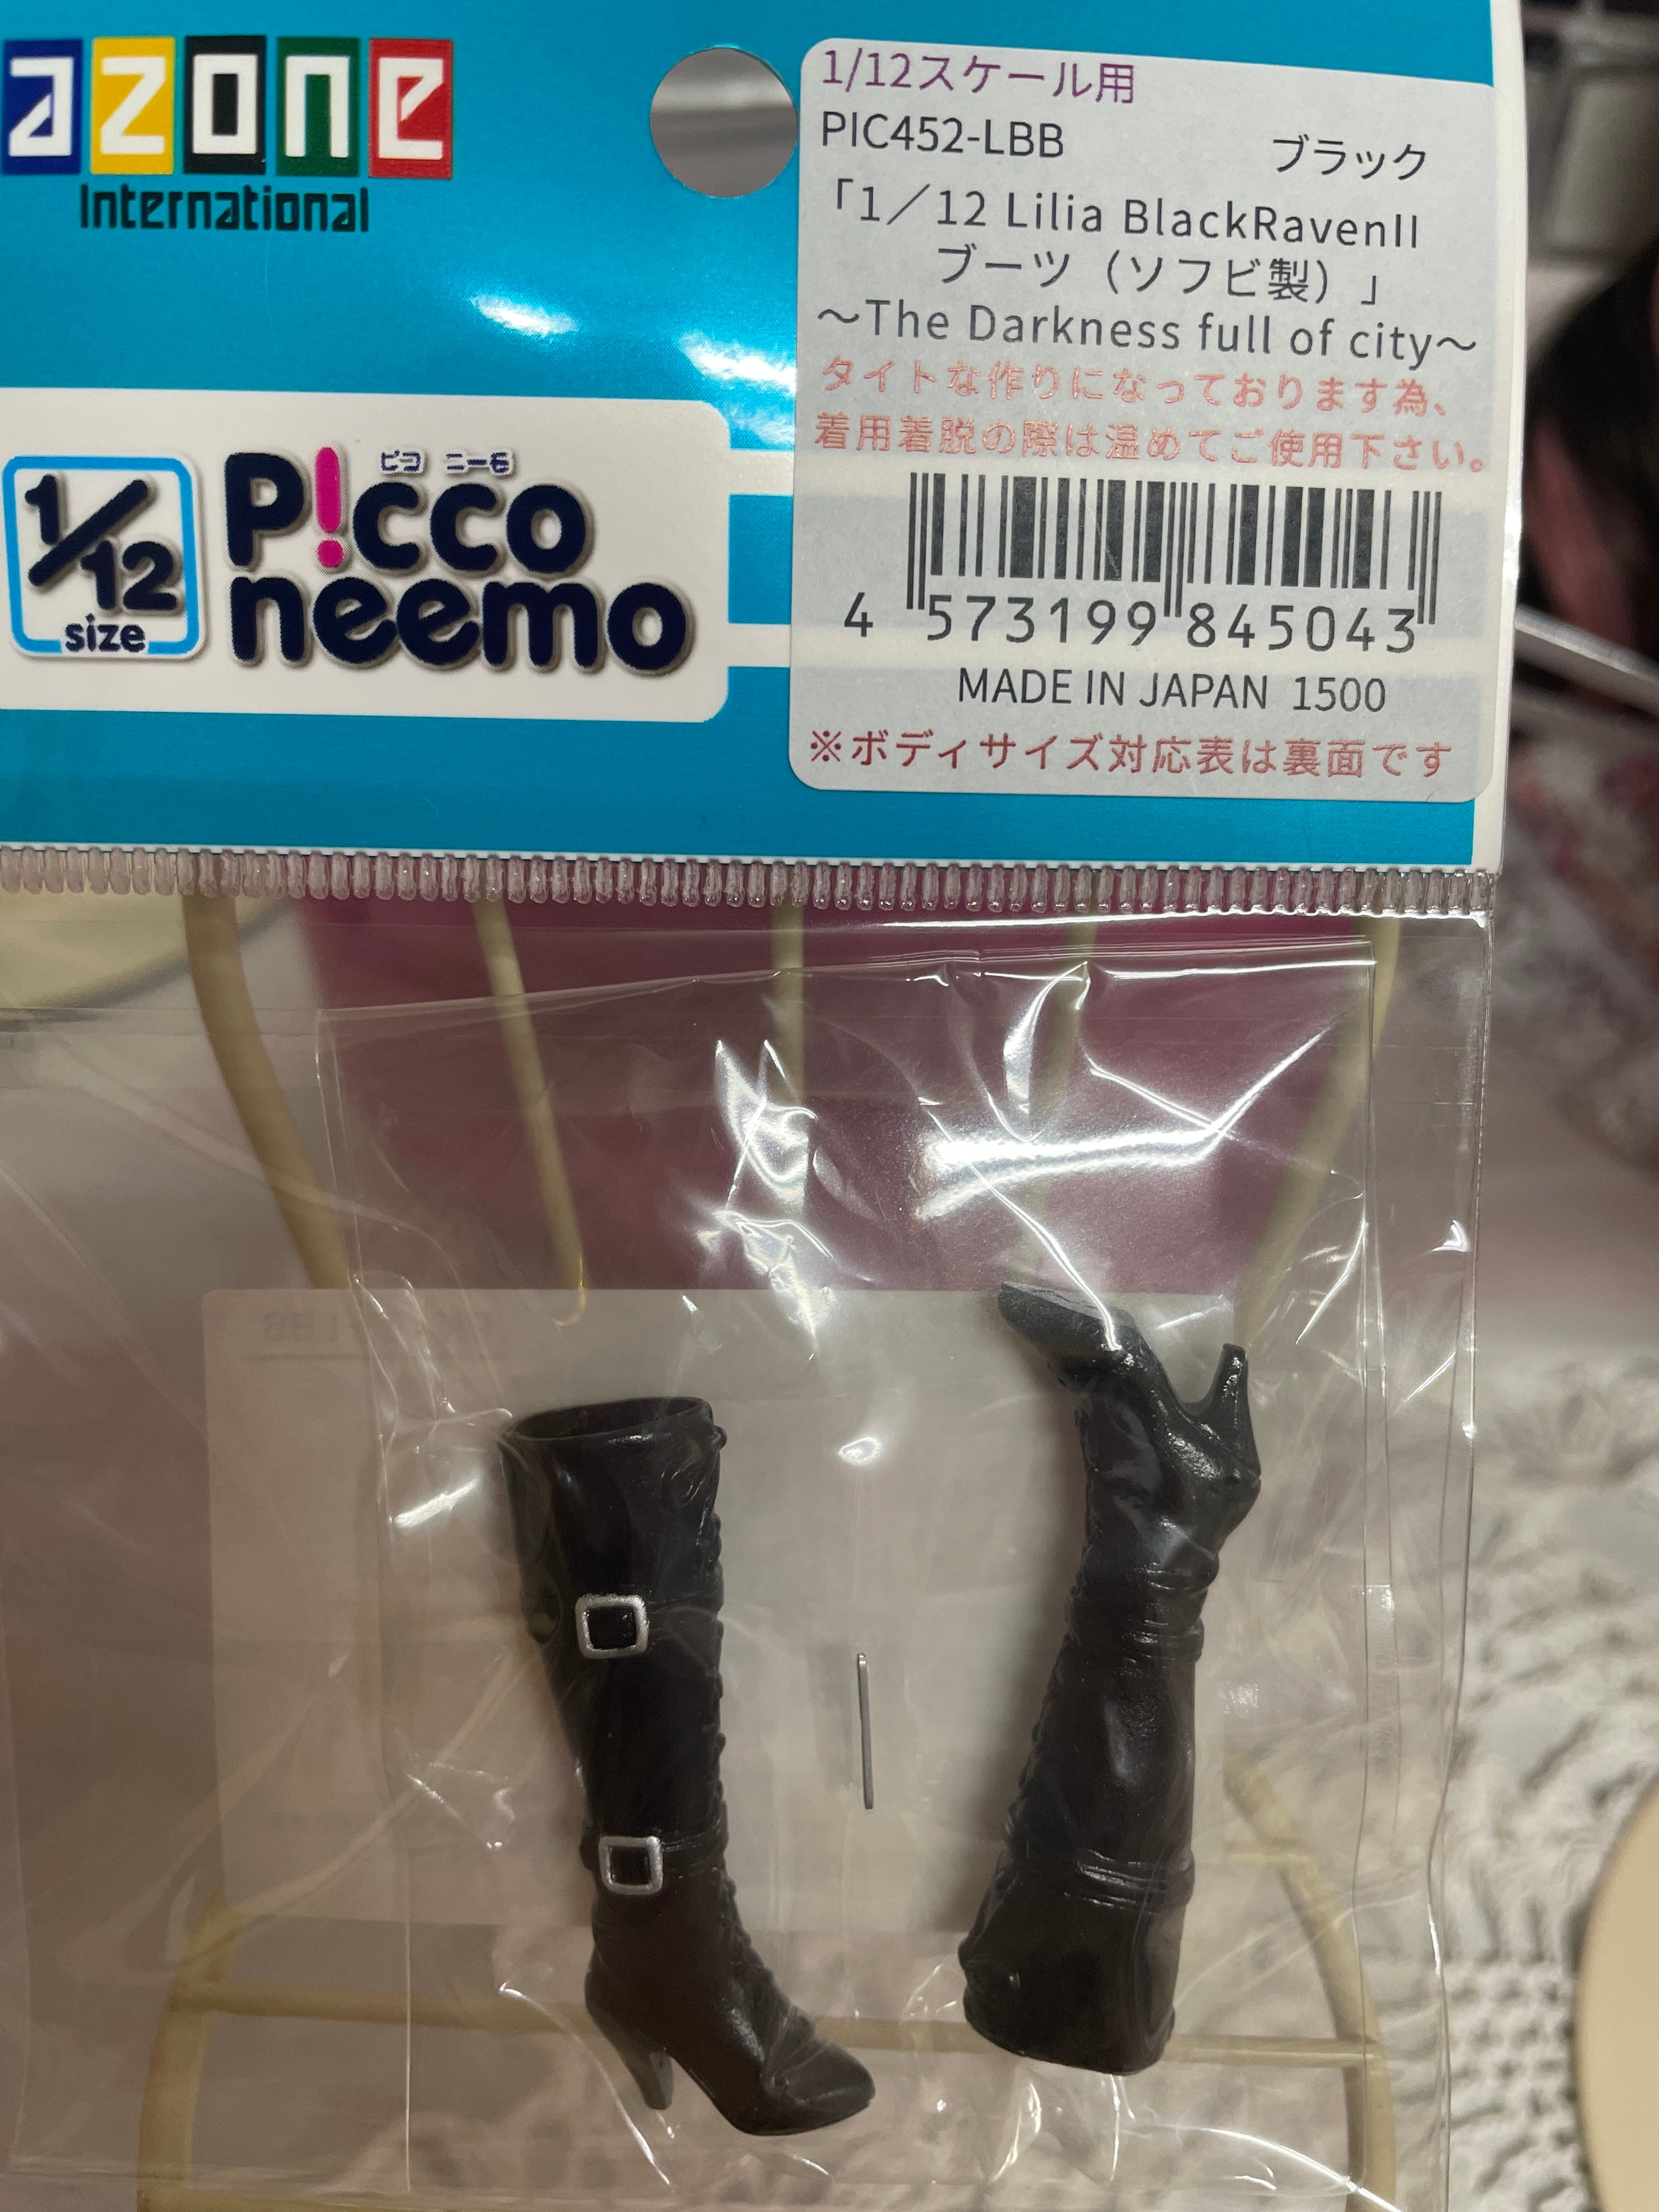 azone
International
1/12
size
ピコ ニーモ
P!cco
neemo
1/12スケール用
PIC452-LBB ブラック
「1／12 Lilia BlackRavenII
ブーツ（ソフビ製）」
～The Darkness full of city～
タイトな作りになっております為、
着用着脱の際は温めてご使用下さい。
4 573199 845043
MADE IN JAPAN 1500
※ボディサイズ対応表は裏面です